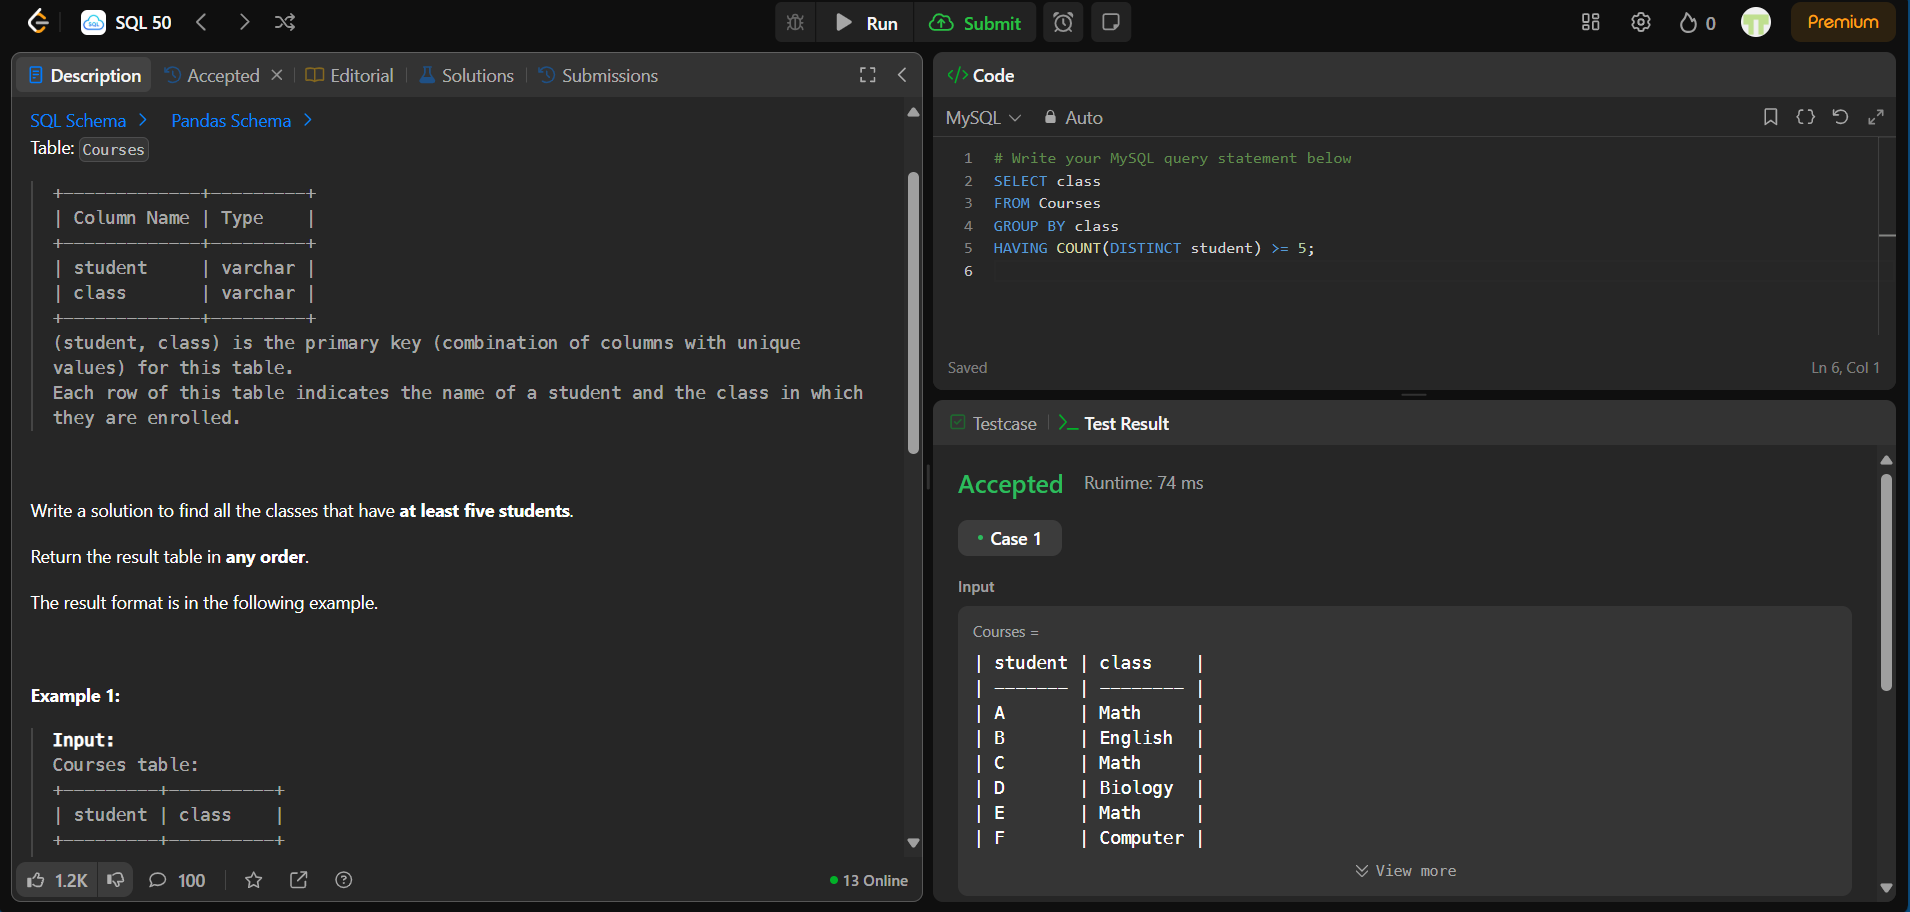 SQL 50
Run
Submit
0
Premium
Description
Accepted
Editorial
Solutions
Submissions
SQL Schema
Pandas Schema
Table: Courses
+-------------+---------+
| Column Name | Type    |
+-------------+---------+
| student     | varchar |
| class       | varchar |
+-------------+---------+
(student, class) is the primary key (combination of columns with unique
values) for this table.
Each row of this table indicates the name of a student and the class in which
they are enrolled.
Write a solution to find all the classes that have at least five students.
Return the result table in any order.
The result format is in the following example.
Example 1:
Input:
Courses table:
+---------+----------+
| student | class    |
+---------+----------+
1.2K
100
13 Online
Code
MySQL
Auto
1 # Write your MySQL query statement below
2 SELECT class
3 FROM Courses
4 GROUP BY class
5 HAVING COUNT(DISTINCT student) >= 5;
6
Saved
Ln 6, Col 1
Testcase
Test Result
Accepted
Runtime: 74 ms
Case 1
Input
Courses =
| student | class    |
| ------- | -------- |
| A       | Math     |
| B       | English  |
| C       | Math     |
| D       | Biology  |
| E       | Math     |
| F       | Computer |
View more